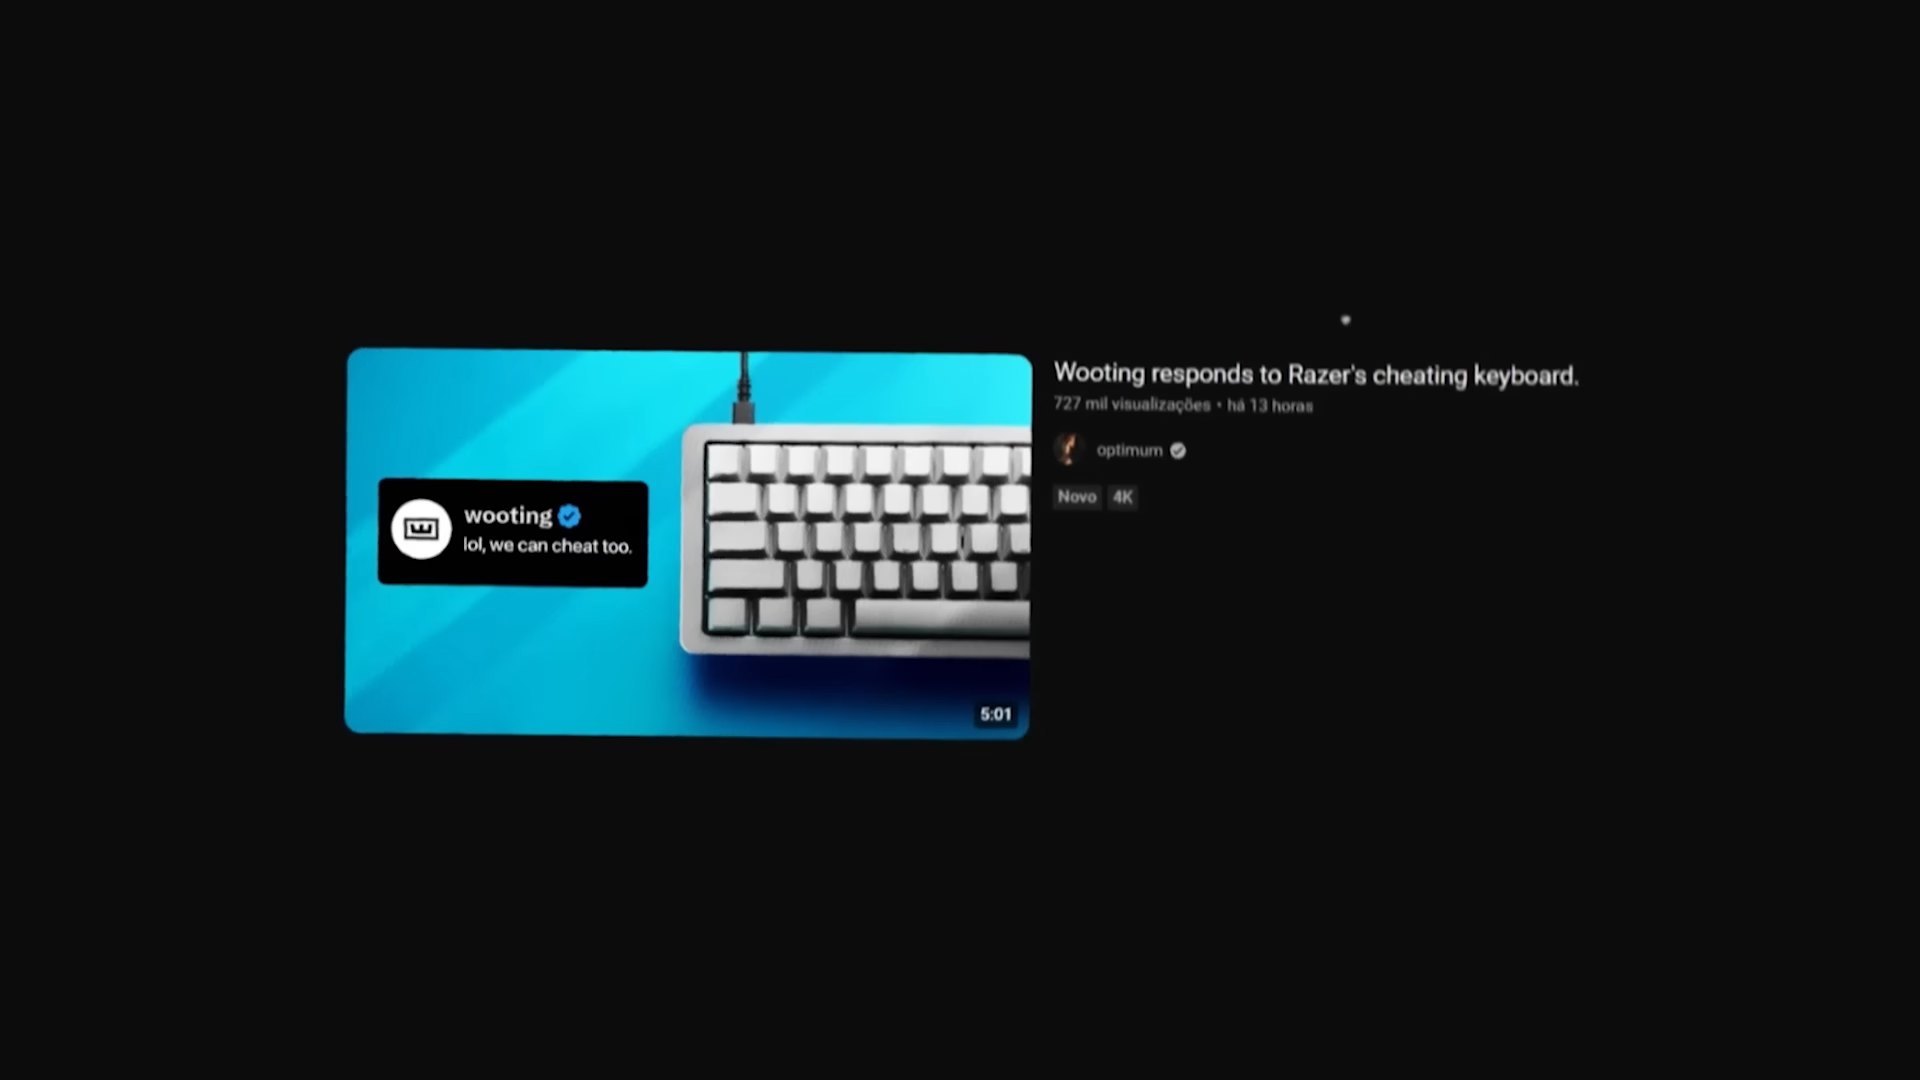 wooting
lol, we can cheat too.
5:01
Wooting responds to Razer's cheating keyboard.
727 mil visualizações • há 13 horas
optimum
Novo 4K